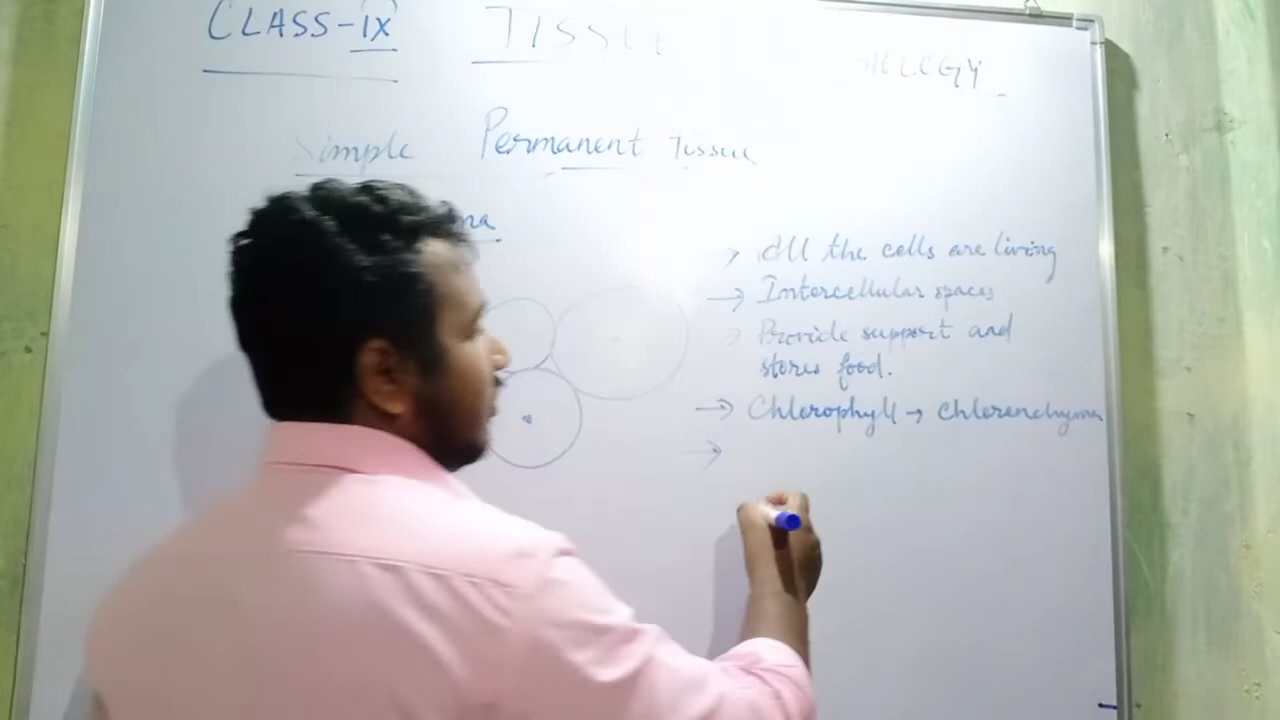 CLASS-IX TISSUE
Simple Permanent Tissue
→ All the cells are living
→ Intercellular spaces
→ Provide support and
stores food.
→ Chlorophyll → Chlorenchyma
→